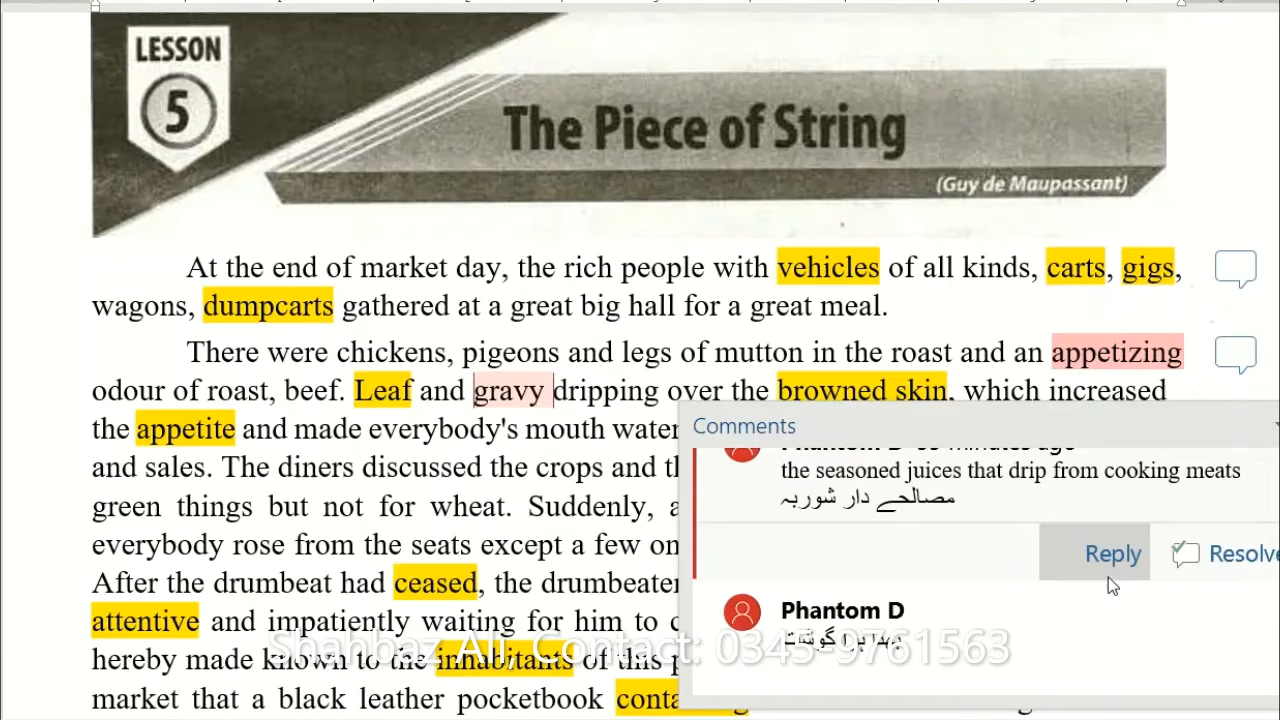 LESSON
5
The Piece of String
(Guy de Maupassant)
At the end of market day, the rich people with vehicles of all kinds, carts, gigs,
wagons, dumpcarts gathered at a great big hall for a great meal.
There were chickens, pigeons and legs of mutton in the roast and an appetizing
odour of roast, beef. Leaf and gravy dripping over the browned skin, which increased
the appetite and made everybody's mouth water
and sales. The diners discussed the crops and
green things but not for wheat. Suddenly,
everybody rose from the seats except a few
After the drumbeat had ceased, the
attentive and impatiently waiting for him to
hereby made known to the inhabitants of this
market that a black leather pocketbook
Comments
Phantom D
the seasoned juices that drip from cooking meats
مصالحے دار شوربہ
Reply
Resolve
Phantom D
گوشت
Shahbaz Ali, Contact: 0345-9761563